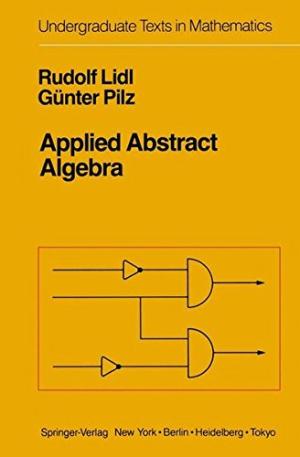 Undergraduate Texts in Mathematics
Rudolf Lidl
Günter Pilz
Applied Abstract
Algebra
Springer-Verlag New York • Berlin • Heidelberg • Tokyo